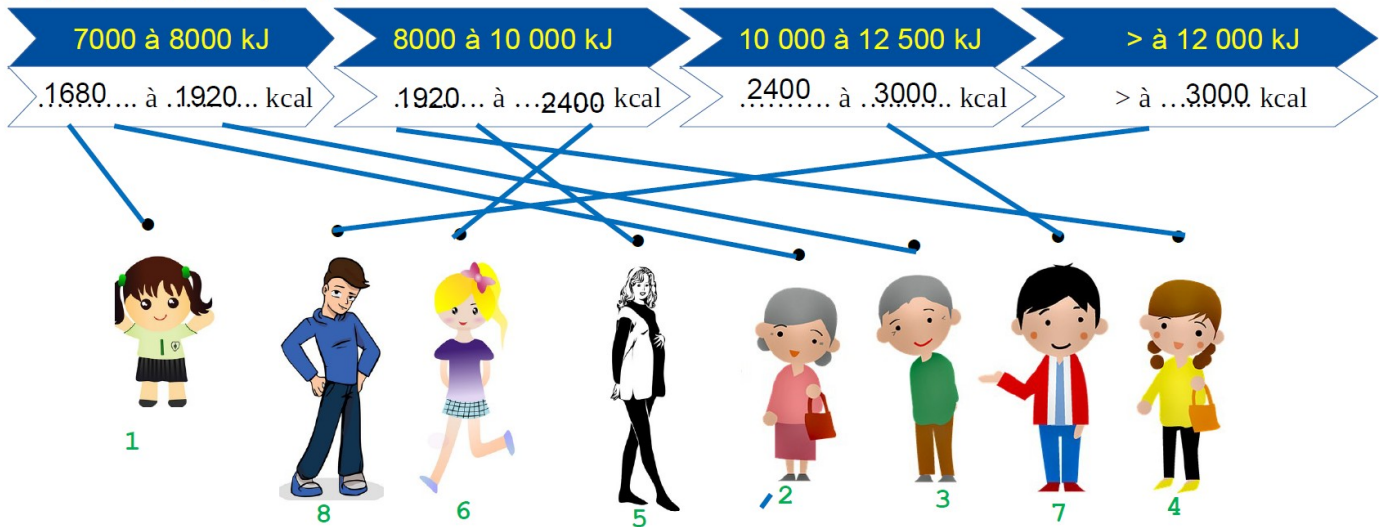 7000 à 8000 kJ
8000 à 10 000 kJ
10 000 à 12 500 kJ
> à 12 000 kJ
1680 à 1920 kcal
1920 à 2400 kcal
2400 à 3000 kcal
> à 3000 kcal
1
8
6
5
2
3
7
4